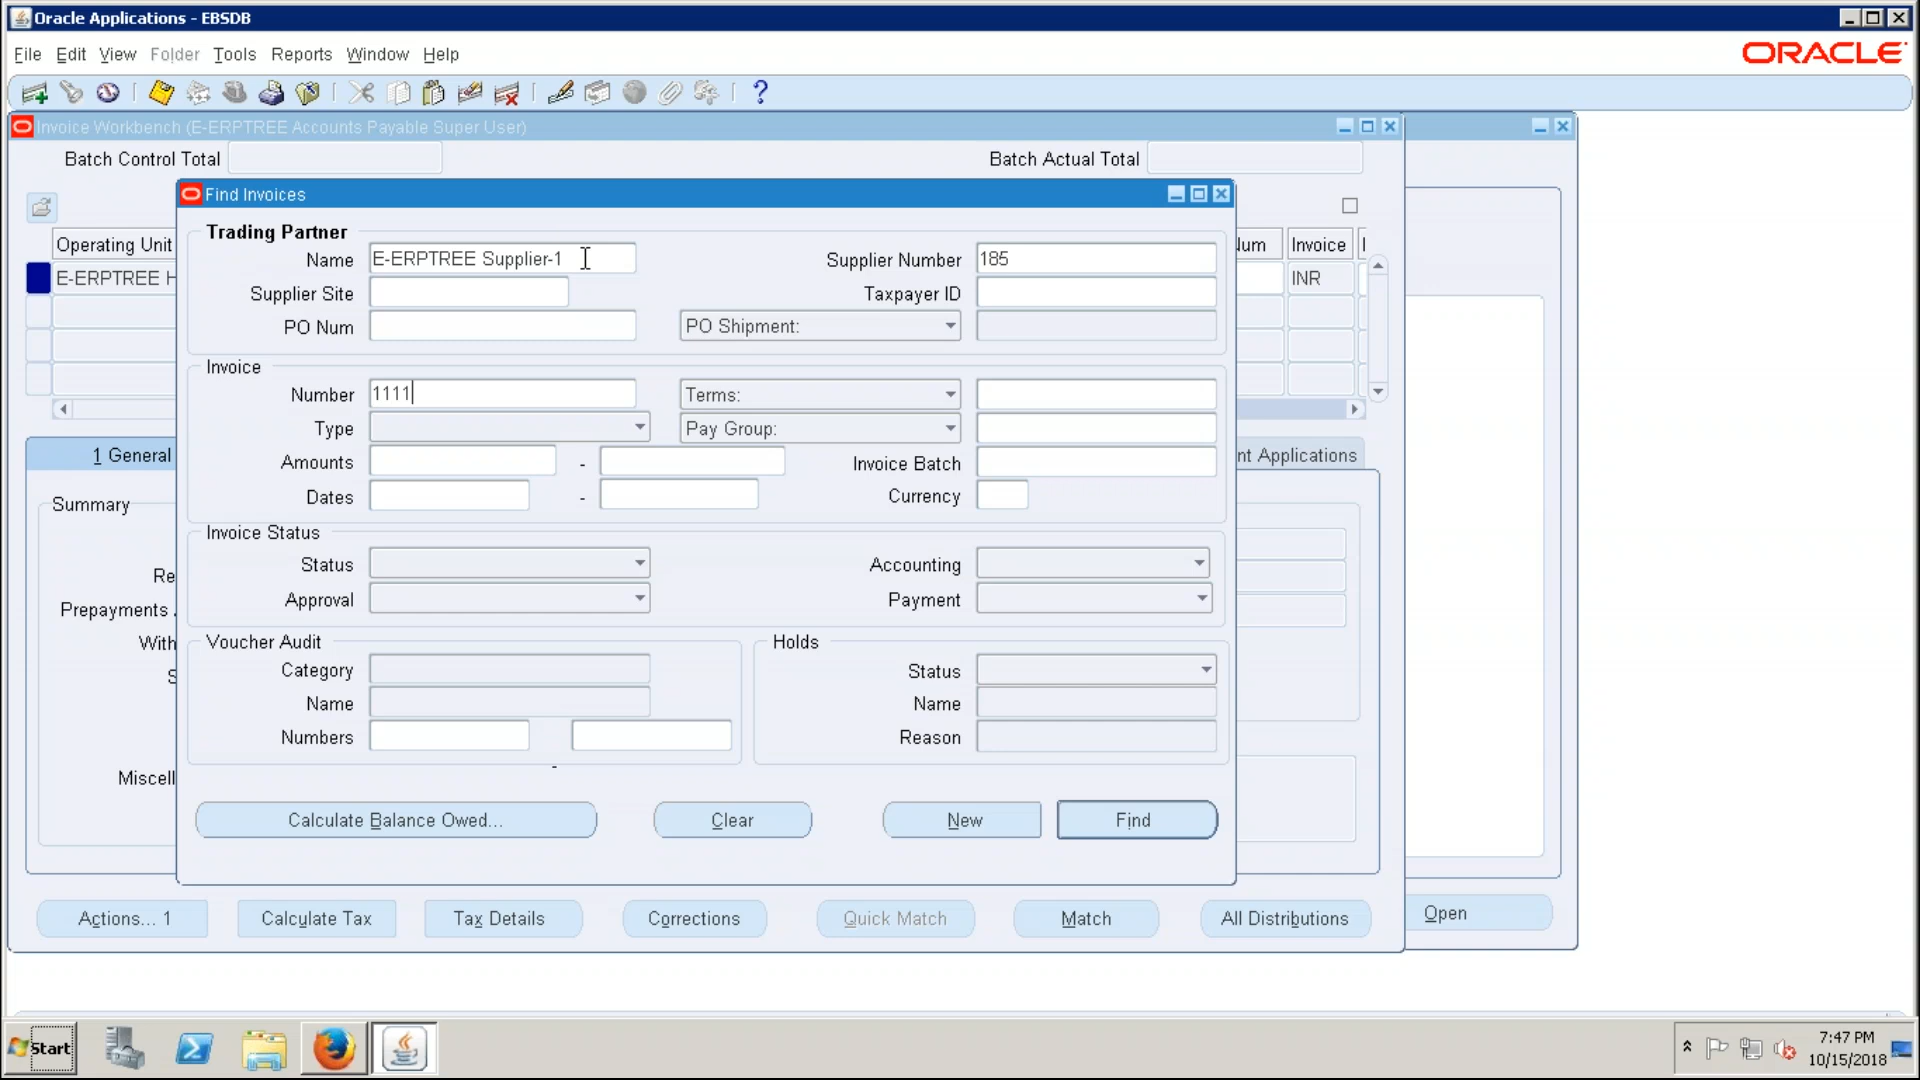 Oracle Applications - EBSDB
File Edit View Folder Tools Reports Window Help
ORACLE
Invoice Workbench (E-ERPTREE Accounts Payable Super User)
Batch Control Total
Batch Actual Total
Find Invoices
Operating Unit
Num
Invoice
E-ERPTREE H
INR
Trading Partner
Name E-ERPTREE Supplier-1
Supplier Number 185
Supplier Site
Taxpayer ID
PO Num
PO Shipment:
Invoice
Number 1111
Terms:
Type
Pay Group:
Amounts -
Invoice Batch
Dates -
Currency
Invoice Status
Status
Accounting
Approval
Payment
Voucher Audit
Category
Name
Numbers
-
Holds
Status
Name
Reason
Calculate Balance Owed...
Clear
New
Find
1 General
nt Applications
Summary
Re
Prepayments
With
S
Miscell
Actions... 1
Calculate Tax
Tax Details
Corrections
Quick Match
Match
All Distributions
Open
Start
7:47 PM
10/15/2018